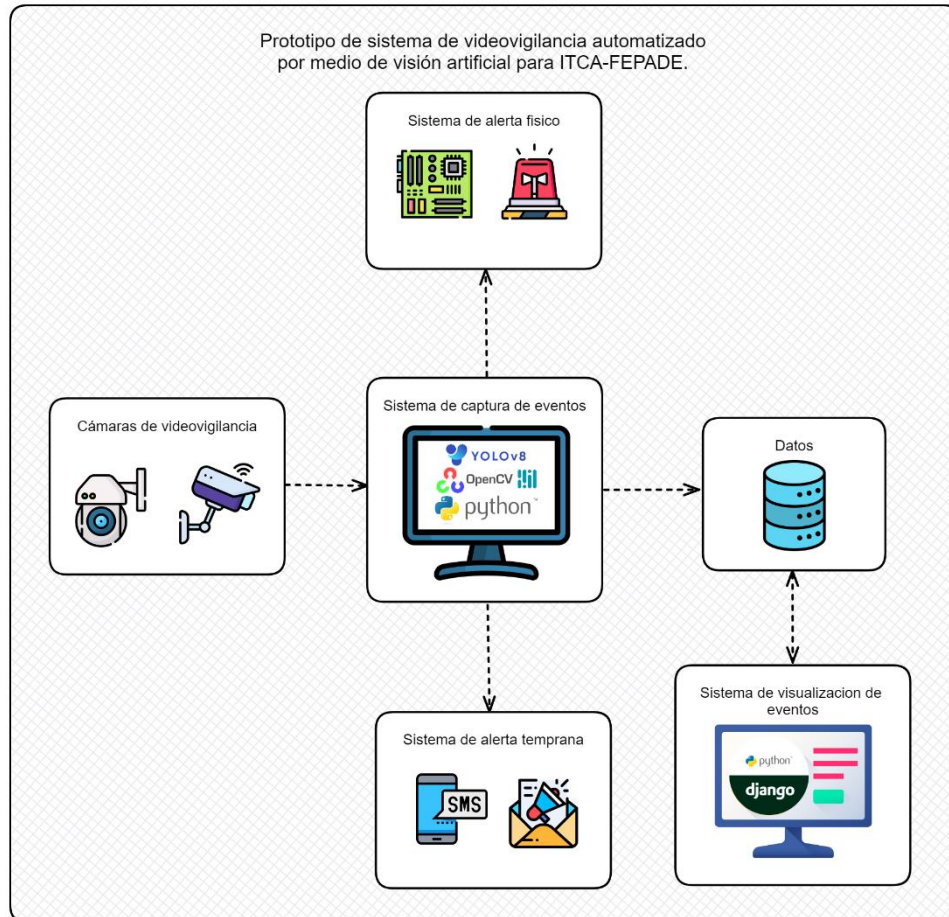 Prototipo de sistema de videovigilancia automatizado
por medio de visión artificial para ITCA-FEPADE.
Sistema de alerta fisico
Cámaras de videovigilancia
Sistema de captura de eventos
YOLOv8
OpenCV
python™
Datos
Sistema de alerta temprana
SMS
Sistema de visualizacion de
eventos
python™
django